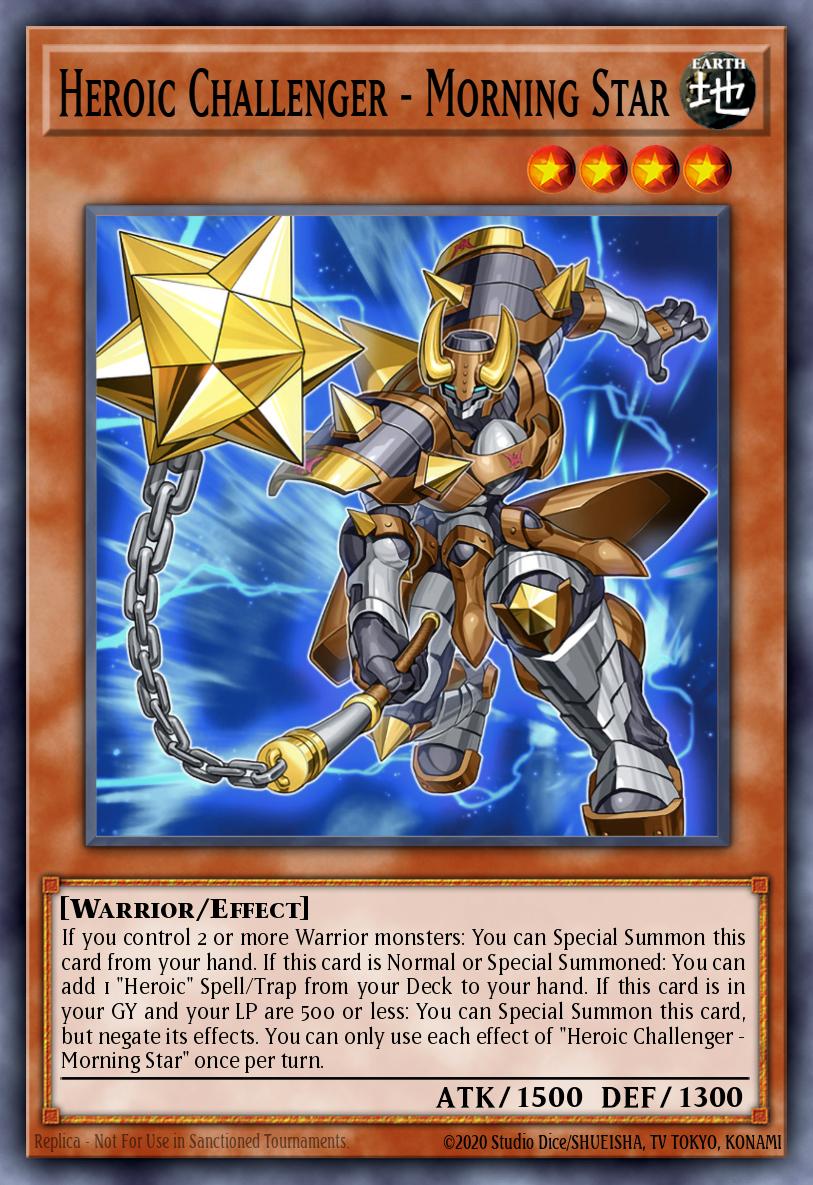 Heroic Challenger - Morning Star
EARTH
地
[Warrior/Effect]
If you control 2 or more Warrior monsters: You can Special Summon this
card from your hand. If this card is Normal or Special Summoned: You can
add 1 "Heroic" Spell/Trap from your Deck to your hand. If this card is in
your GY and your LP are 500 or less: You can Special Summon this card,
but negate its effects. You can only use each effect of "Heroic Challenger -
Morning Star" once per turn.
ATK/1500 DEF/1300
Replica - Not For Use in Sanctioned Tournaments.
©2020 Studio Dice/SHUEISHA, TV TOKYO, KONAMI